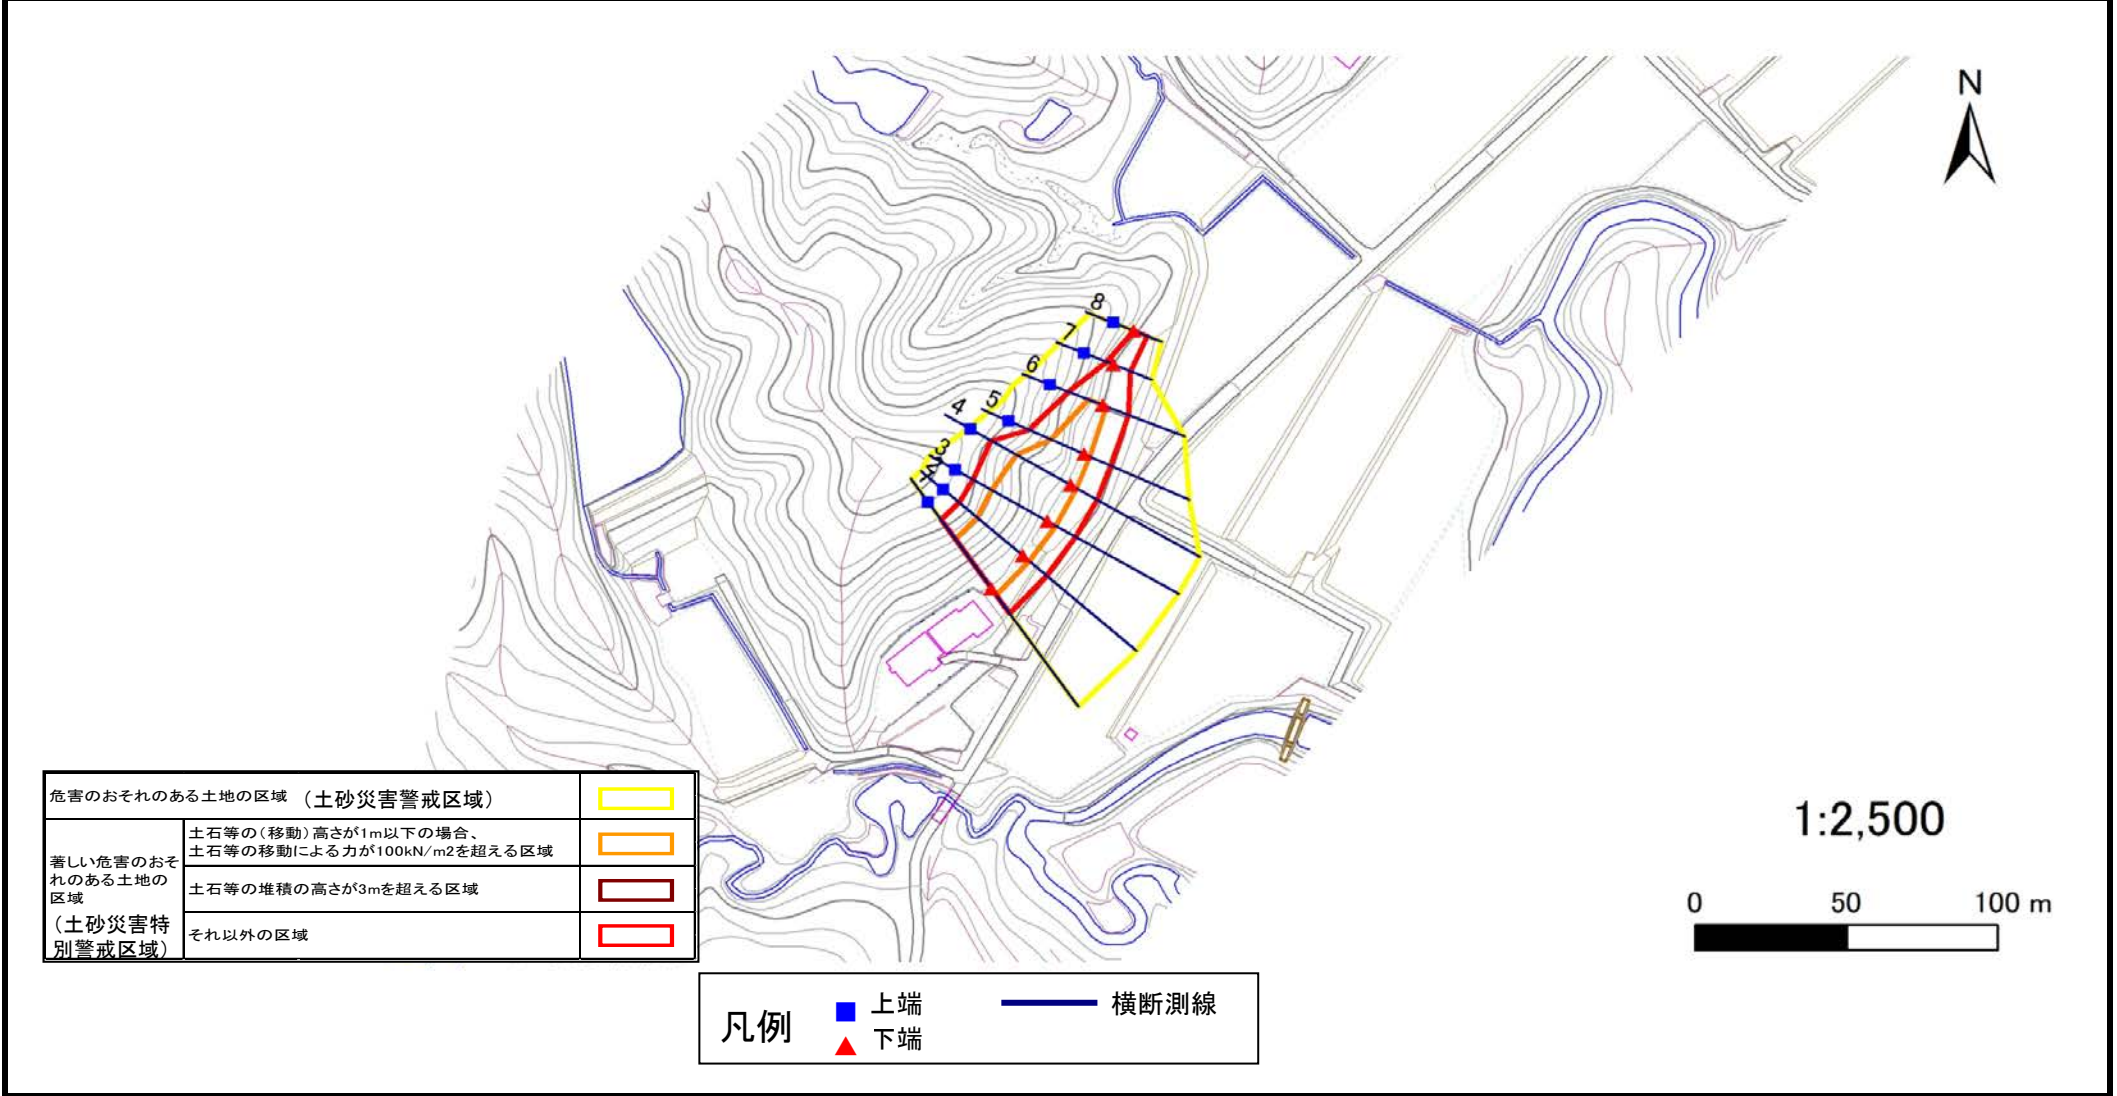 N
8
7
6
5
4
3
2
1
危害のおそれのある土地の区域 (土砂災害警戒区域)
著しい危害のおそ
れのある土地の
区域
(土砂災害特
別警戒区域)
土石等の(移動)高さが1m以下の場合、
土石等の移動による力が100kN/m2を超える区域
土石等の堆積の高さが3mを超える区域
それ以外の区域
1:2,500
0 50 100 m
凡例
上端
下端
横断測線